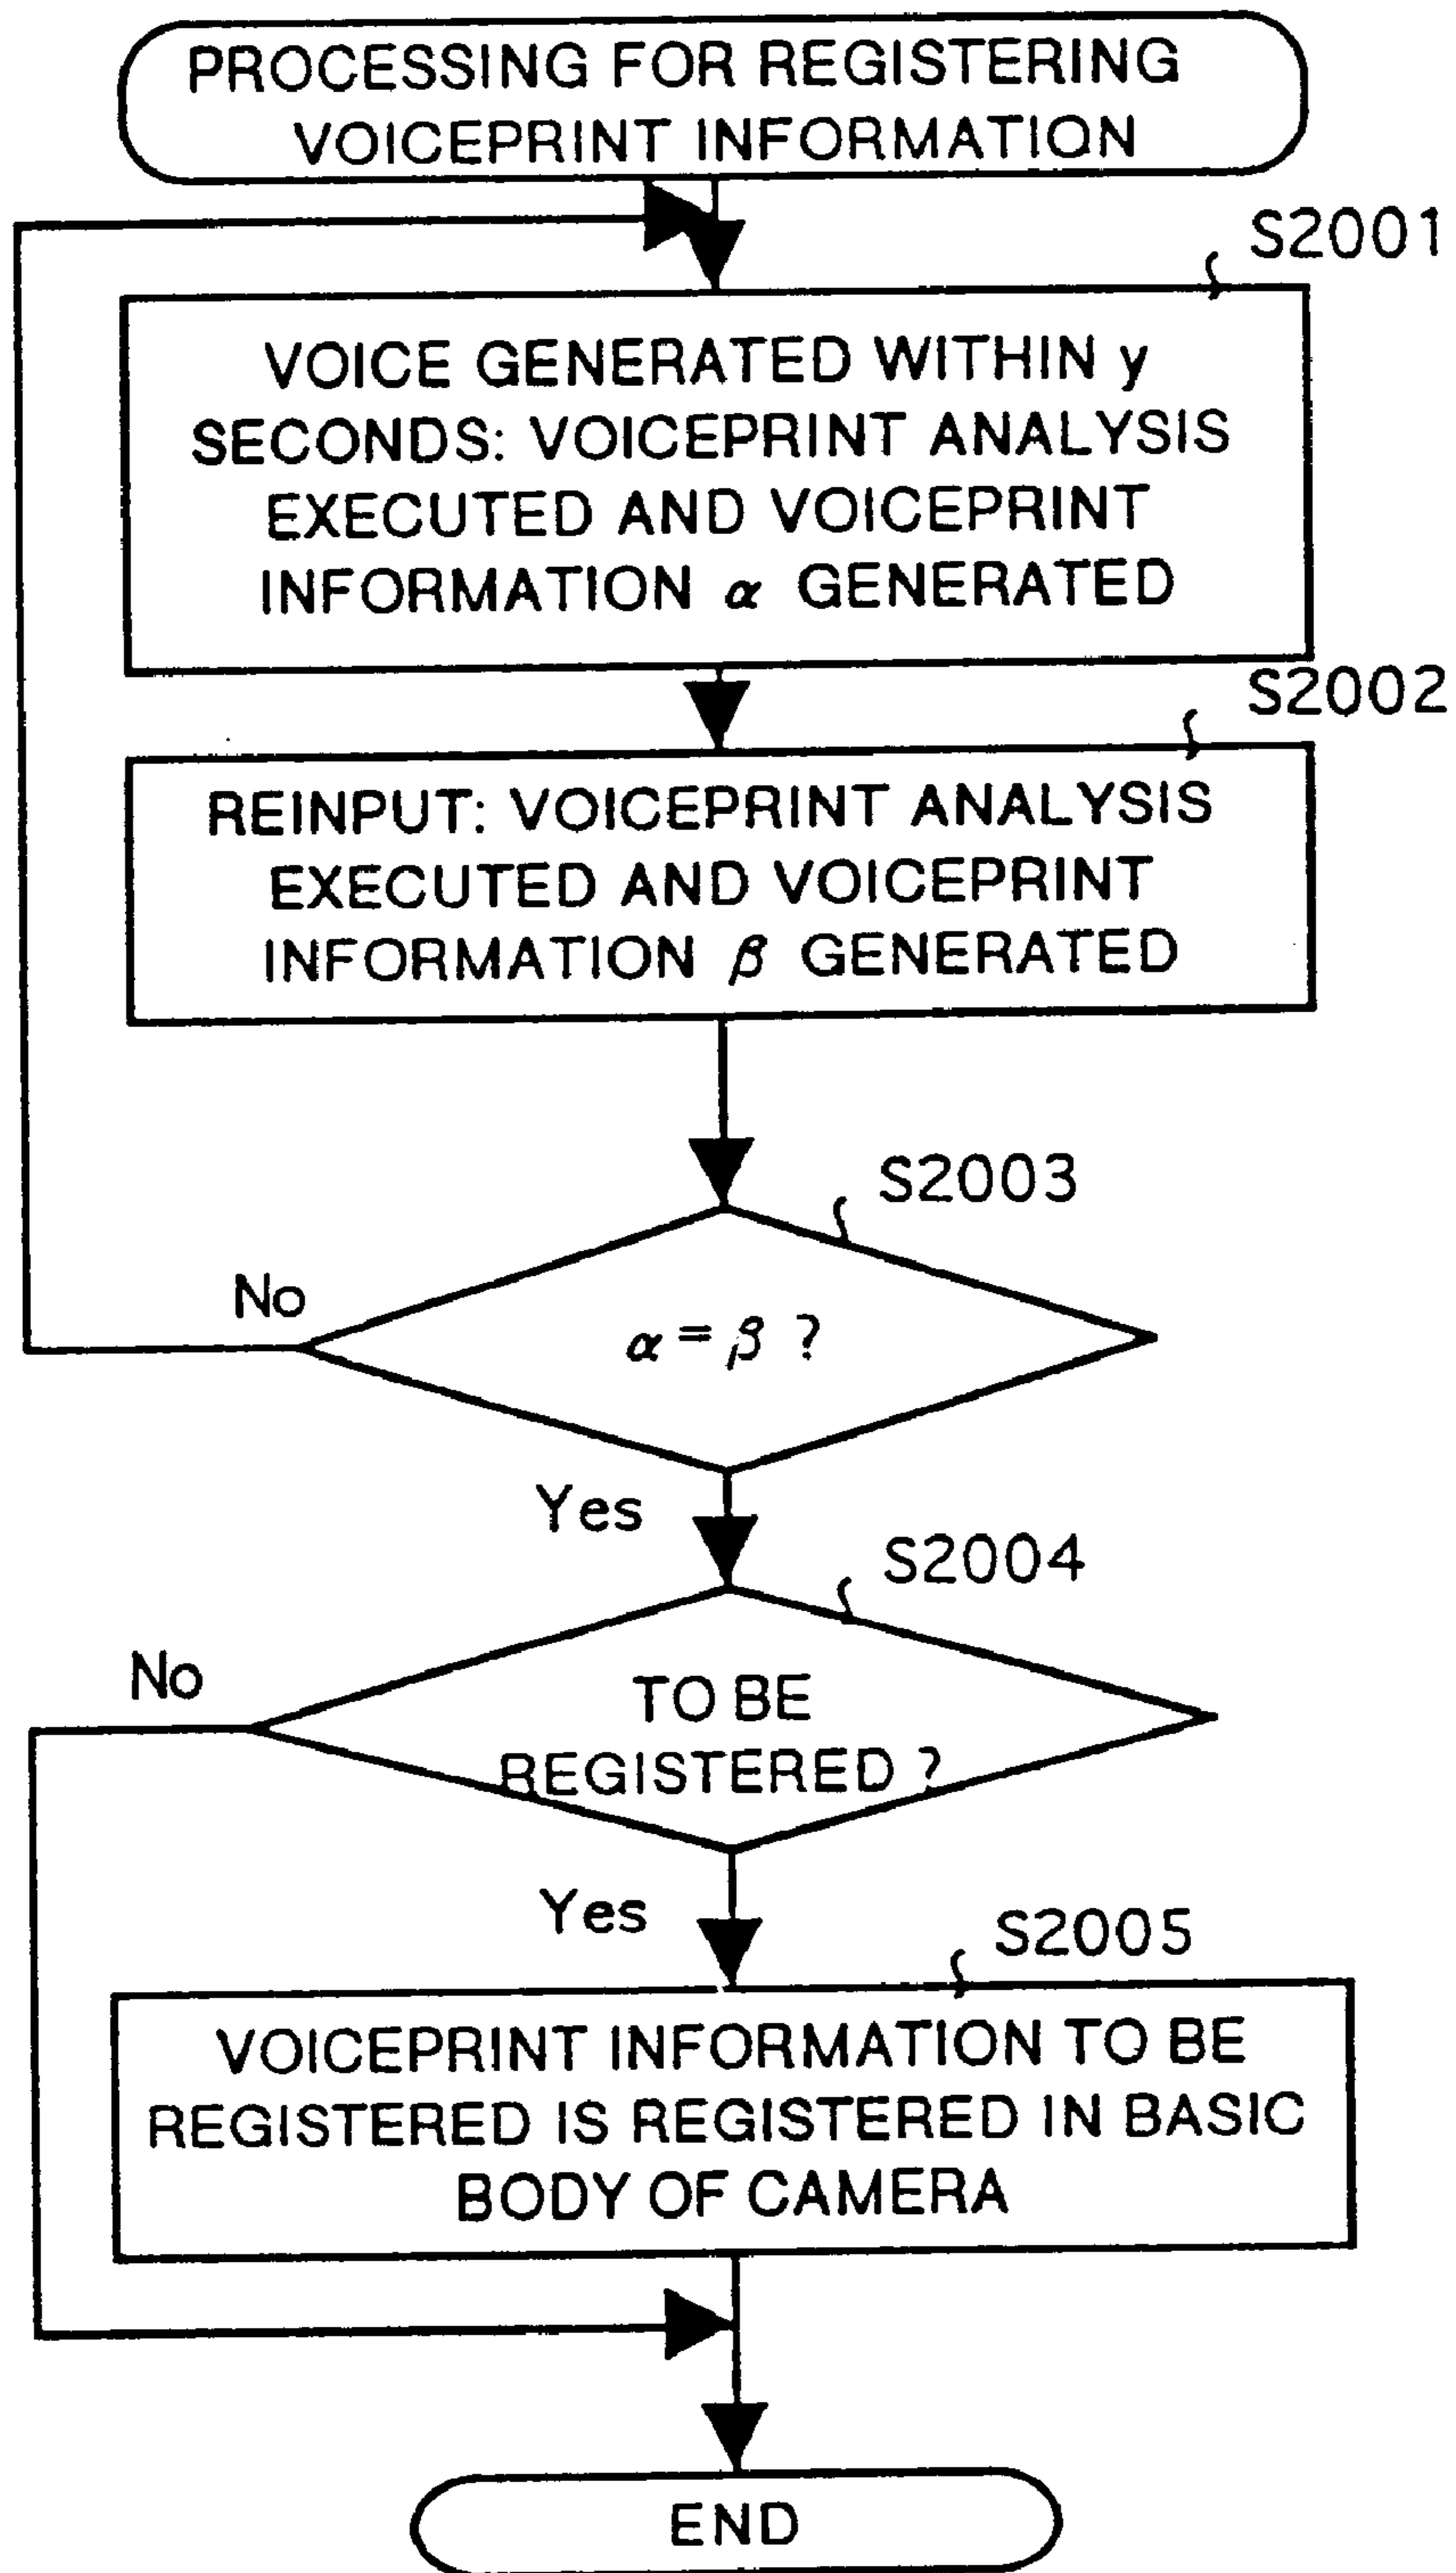 PROCESSING FOR REGISTERING
VOICEPRINT INFORMATION
S2001
VOICE GENERATED WITHIN y
SECONDS: VOICEPRINT ANALYSIS
EXECUTED AND VOICEPRINT
INFORMATION α GENERATED
S2002
REINPUT: VOICEPRINT ANALYSIS
EXECUTED AND VOICEPRINT
INFORMATION β GENERATED
S2003
No
α = β ?
Yes
S2004
No
TO BE
REGISTERED ?
Yes
S2005
VOICEPRINT INFORMATION TO BE
REGISTERED IS REGISTERED IN BASIC
BODY OF CAMERA
END